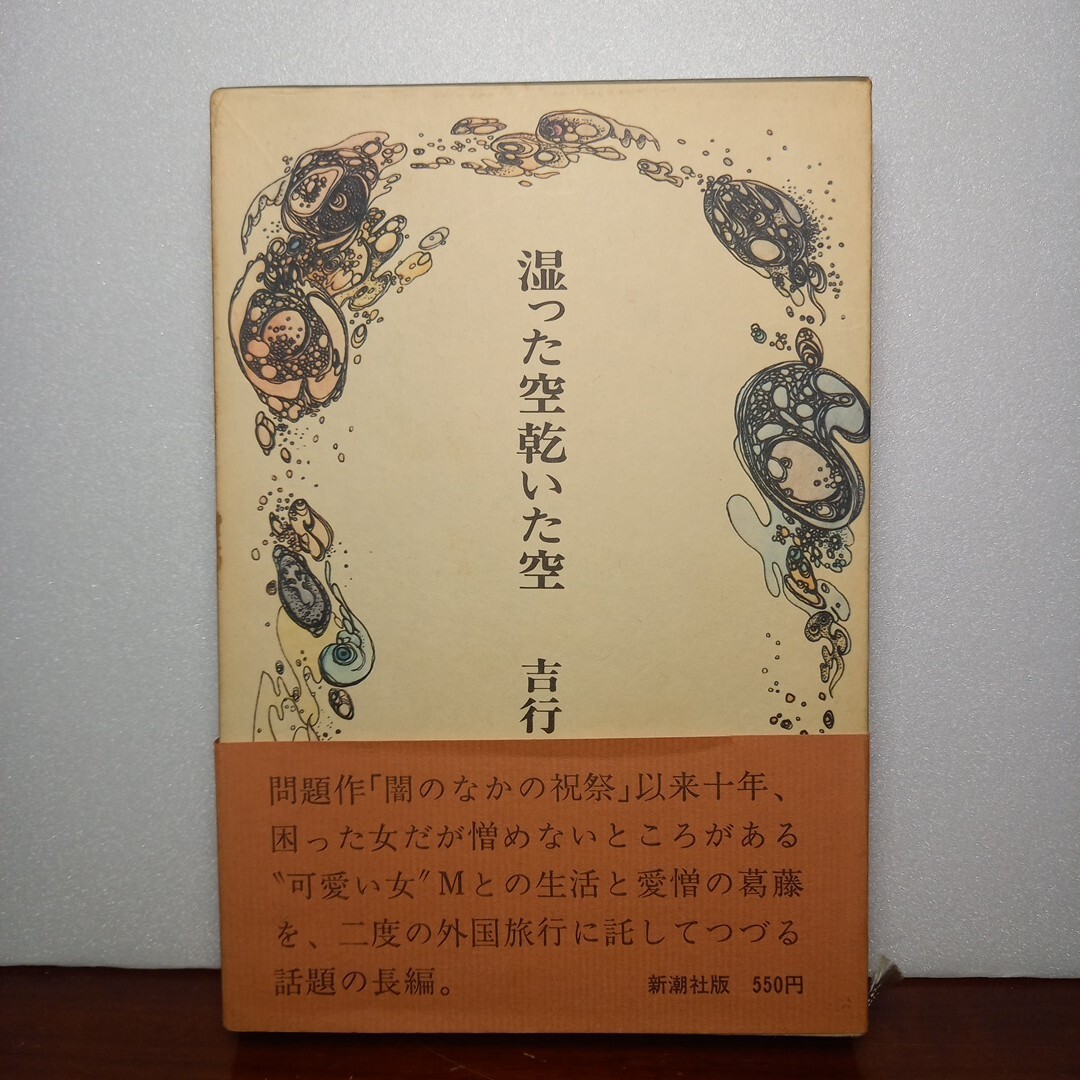 湿った空乾いた空
吉行
問題作「闇のなかの祝祭」以来十年、
困った女だが憎めないところがある
〝可愛い女〟Mとの生活と愛憎の葛藤
を、二度の外国旅行に託してつづる
話題の長編。
新潮社版 550円